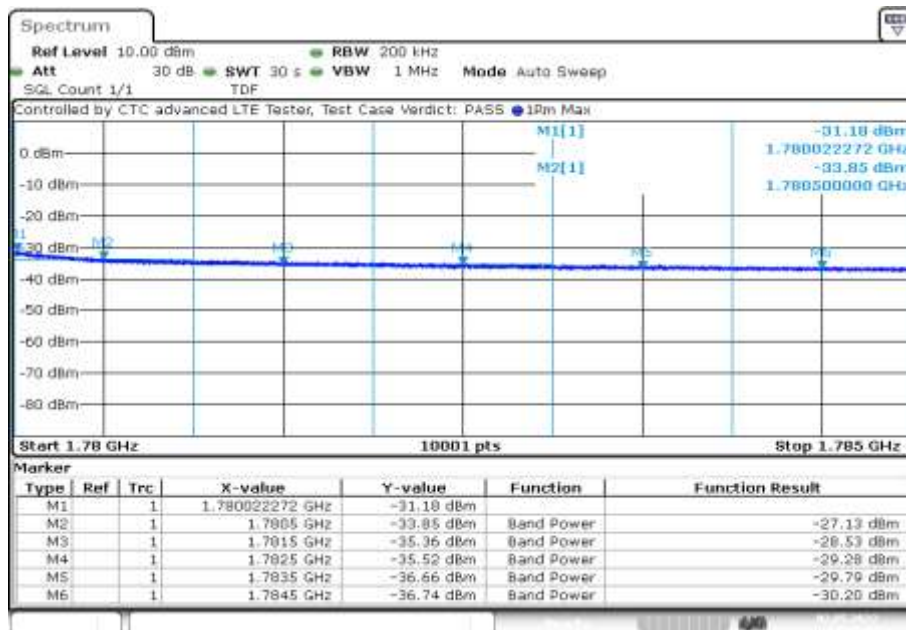 Spectrum
Ref Level 10.00 dBm RBW 200 kHz
Att 30 dB SWT 30 s VBW 1 MHz Mode Auto Sweep
SGL Count 1/1 TDF
Controlled by CTC advanced LTE Tester, Test Case Verdict: PASS 1Rm Max
M1[1] -31.18 dBm
1.780022272 GHz
M2[1] -33.85 dBm
1.780500000 GHz
0 dBm
-10 dBm
-20 dBm
-30 dBm
M1 M2 M3 M4 M5 M6
-40 dBm
-50 dBm
-60 dBm
-70 dBm
-80 dBm
Start 1.78 GHz 10001 pts Stop 1.785 GHz
Marker
Type Ref Trc X-value Y-value Function Function Result
M1 1 1.780022272 GHz -31.18 dBm
M2 1 1.7805 GHz -33.85 dBm Band Power -27.13 dBm
M3 1 1.7815 GHz -35.36 dBm Band Power -28.53 dBm
M4 1 1.7825 GHz -35.52 dBm Band Power -29.28 dBm
M5 1 1.7835 GHz -36.66 dBm Band Power -29.79 dBm
M6 1 1.7845 GHz -36.74 dBm Band Power -30.20 dBm